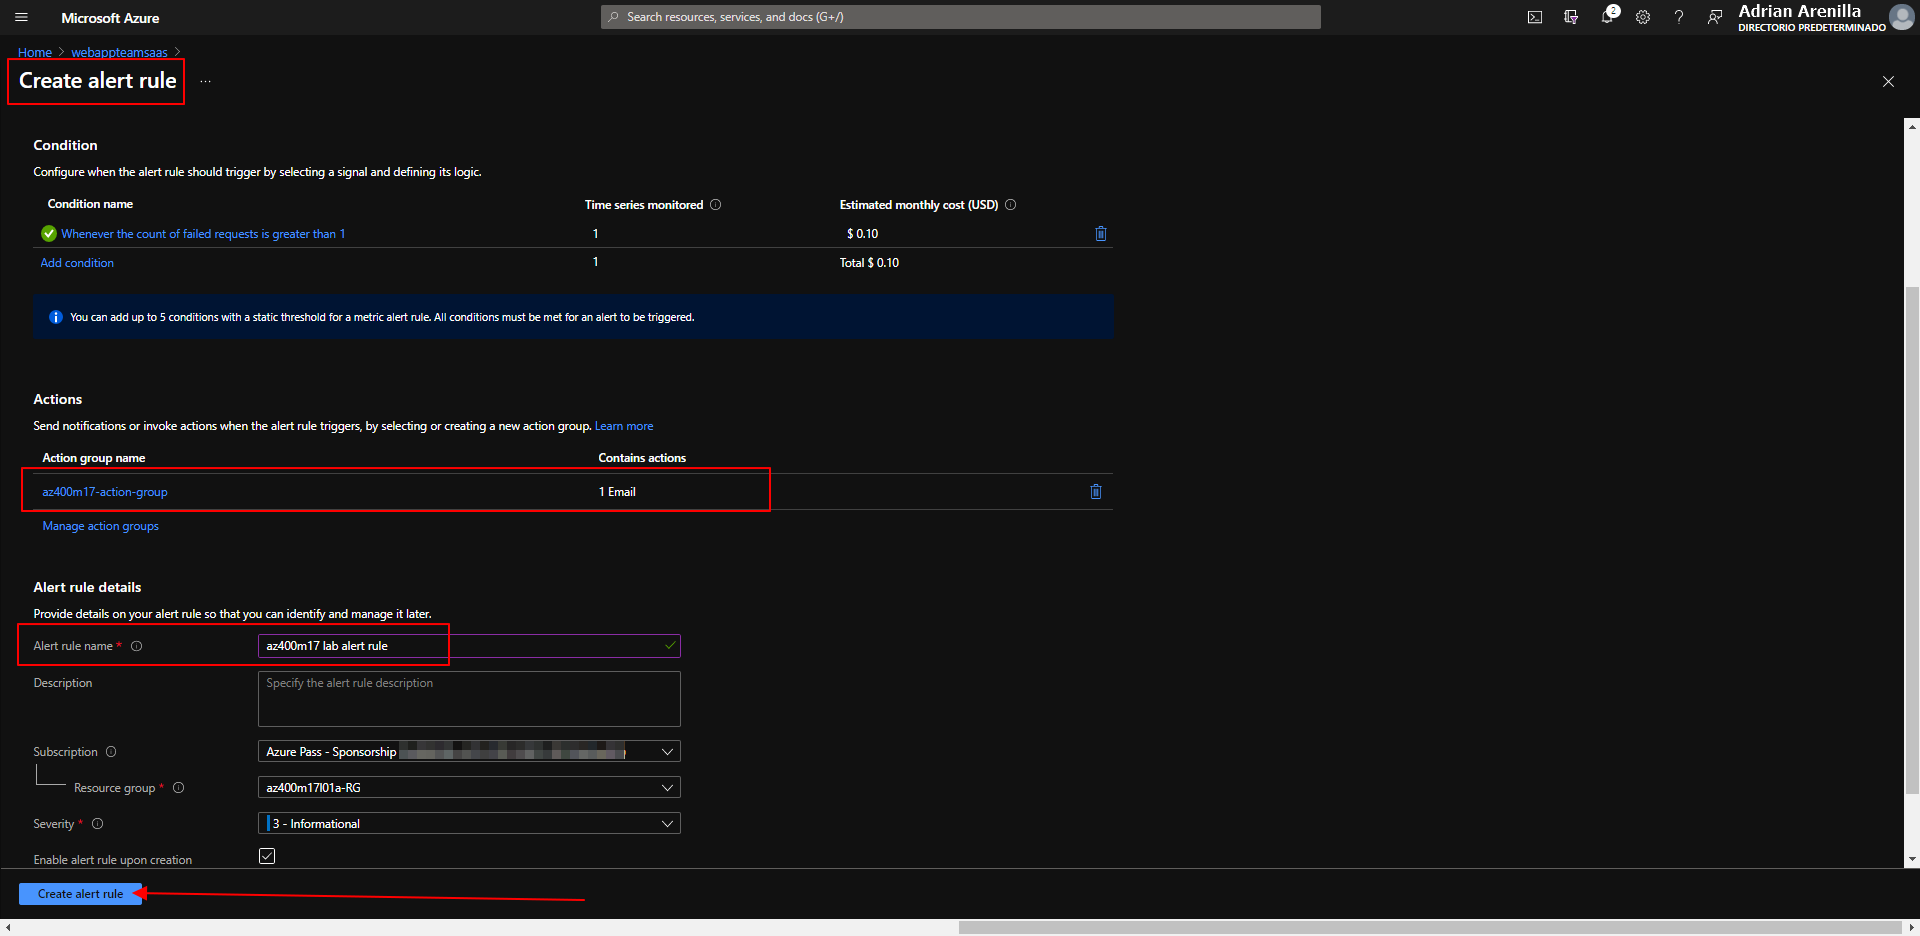 Microsoft Azure
Search resources, services, and docs (G+/)
2
Adrian Arenilla
DIRECTORIO PREDETERMINADO
Home > webappteamsaas >
Create alert rule ...
Condition
Configure when the alert rule should trigger by selecting a signal and defining its logic.
Condition name Time series monitored Estimated monthly cost (USD)
Whenever the count of failed requests is greater than 1 1 $ 0.10
Add condition 1 Total $ 0.10
You can add up to 5 conditions with a static threshold for a metric alert rule. All conditions must be met for an alert to be triggered.
Actions
Send notifications or invoke actions when the alert rule triggers, by selecting or creating a new action group. Learn more
Action group name Contains actions
az400m17-action-group 1 Email
Manage action groups
Alert rule details
Provide details on your alert rule so that you can identify and manage it later.
Alert rule name * az400m17 lab alert rule
Description Specify the alert rule description
Subscription Azure Pass - Sponsorship
Resource group * az400m17l01a-RG
Severity * 3 - Informational
Enable alert rule upon creation
Create alert rule